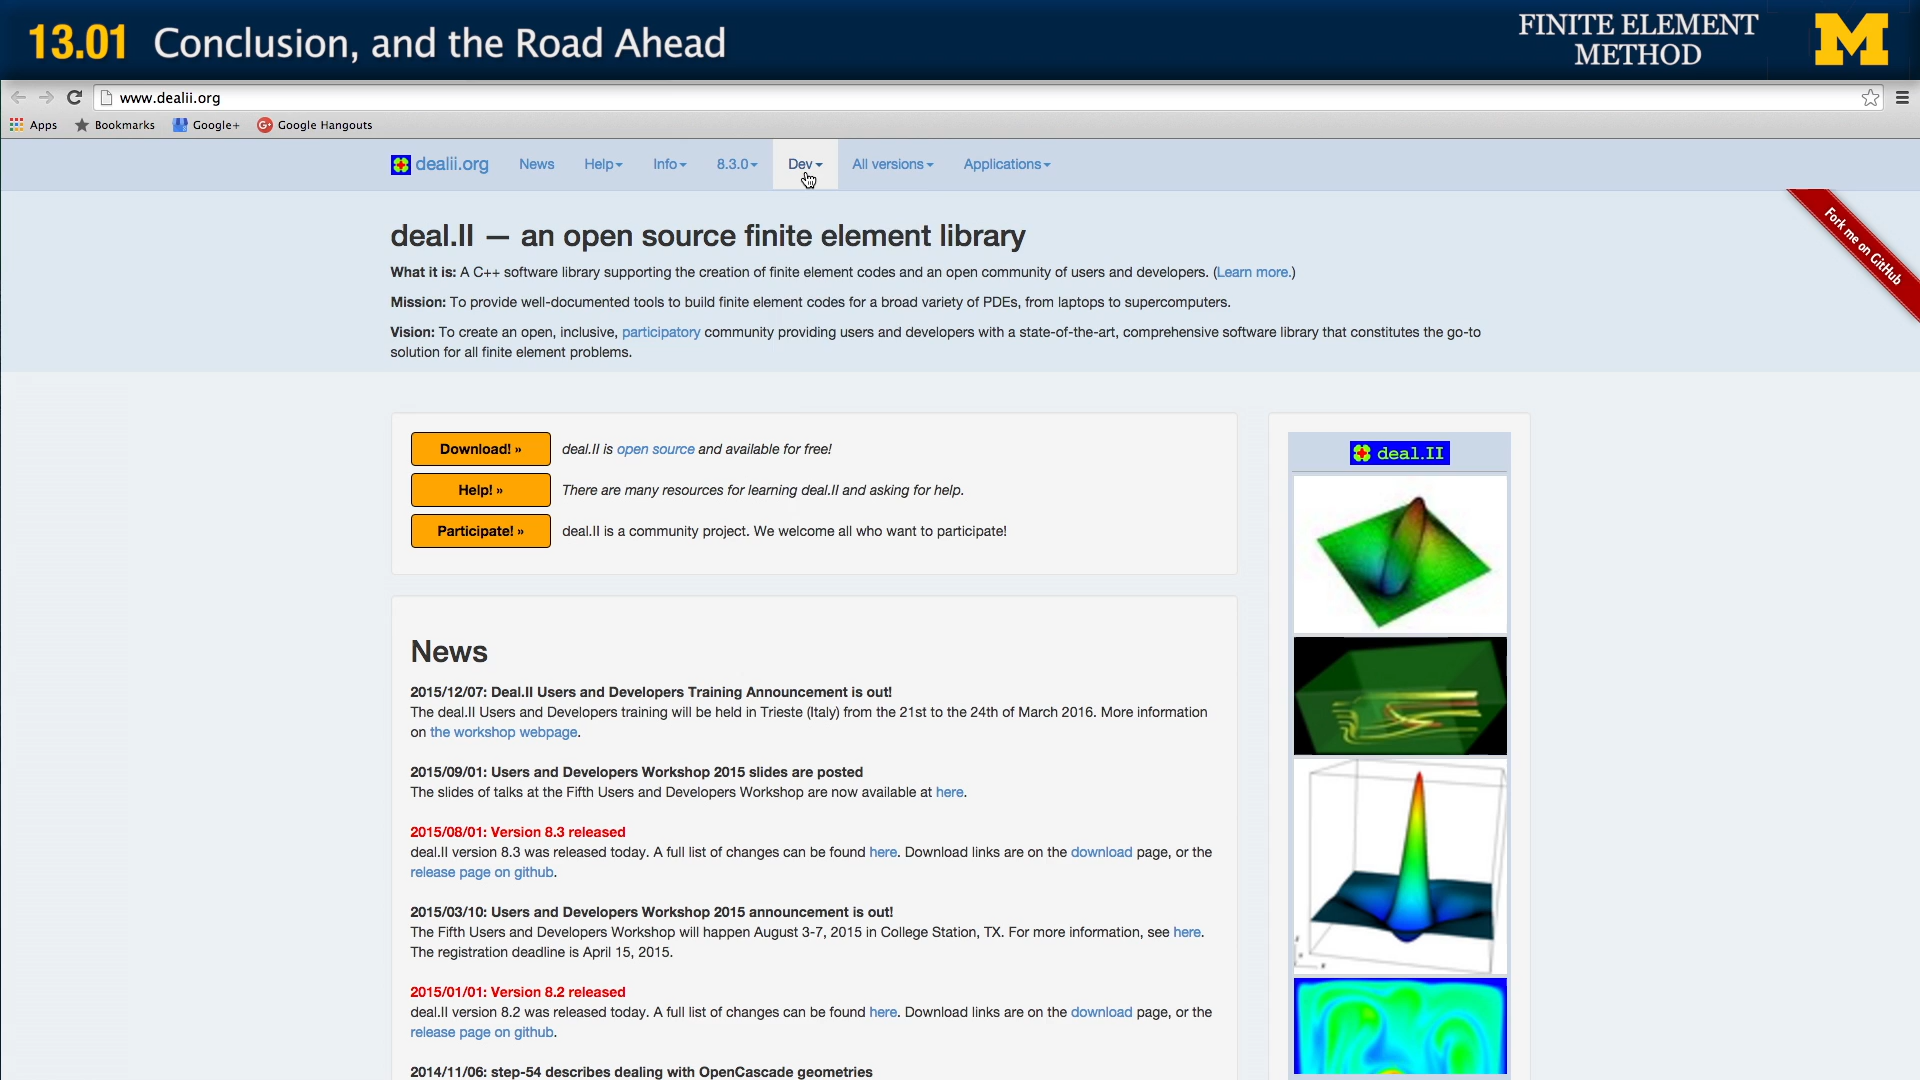 13.01 Conclusion, and the Road Ahead
FINITE ELEMENT
METHOD
M
www.dealii.org
Apps Bookmarks Google+ Google Hangouts
dealii.org News Help Info 8.3.0 Dev All versions Applications
Fork me on GitHub
deal.II — an open source finite element library
What it is: A C++ software library supporting the creation of finite element codes and an open community of users and developers. (Learn more.)
Mission: To provide well-documented tools to build finite element codes for a broad variety of PDEs, from laptops to supercomputers.
Vision: To create an open, inclusive, participatory community providing users and developers with a state-of-the-art, comprehensive software library that constitutes the go-to
solution for all finite element problems.
Download! » deal.II is open source and available for free!
Help! » There are many resources for learning deal.II and asking for help.
Participate! » deal.II is a community project. We welcome all who want to participate!
deal.II
News
2015/12/07: Deal.II Users and Developers Training Announcement is out!
The deal.II Users and Developers training will be held in Trieste (Italy) from the 21st to the 24th of March 2016. More information
on the workshop webpage.
2015/09/01: Users and Developers Workshop 2015 slides are posted
The slides of talks at the Fifth Users and Developers Workshop are now available at here.
2015/08/01: Version 8.3 released
deal.II version 8.3 was released today. A full list of changes can be found here. Download links are on the download page, or the
release page on github.
2015/03/10: Users and Developers Workshop 2015 announcement is out!
The Fifth Users and Developers Workshop will happen August 3-7, 2015 in College Station, TX. For more information, see here.
The registration deadline is April 15, 2015.
2015/01/01: Version 8.2 released
deal.II version 8.2 was released today. A full list of changes can be found here. Download links are on the download page, or the
release page on github.
2014/11/06: step-54 describes dealing with OpenCascade geometries